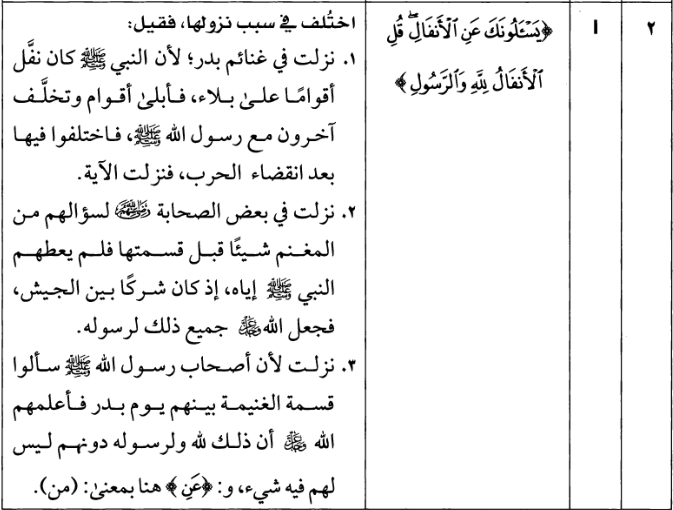 ٢
١
﴿يَسْـَٔلُونَكَ عَنِ ٱلْأَنفَالِ ۖ قُلِ
ٱلْأَنفَالُ لِلَّهِ وَٱلرَّسُولِ﴾
اختُلف في سبب نزولها، فقيل:
١. نزلت في غنائم بدر؛ لأن النبي ﷺ كان نفَّل
أقوامًا علىٰ بلاء، فأبلىٰ أقوام وتخلَّف
آخرون مع رسول الله ﷺ، فاختلفوا فيها
بعد انقضاء الحرب، فنزلت الآية.
٢. نزلت في بعض الصحابة رضي الله عنهم لسؤالهم من
المغنم شيئًا قبل قسمتها فلم يعطهم
النبي ﷺ إياه، إذ كان شركًا بين الجيش،
فجعل الله عز وجل جميع ذلك لرسوله.
٣. نزلت لأن أصحاب رسول الله ﷺ سألوا
قسمة الغنيمة بينهم يوم بدر فأعلمهم
الله عز وجل أن ذلك لله ولرسوله دونهم ليس
لهم فيه شيء، و: ﴿عَنِ﴾ هنا بمعنىٰ: (من).